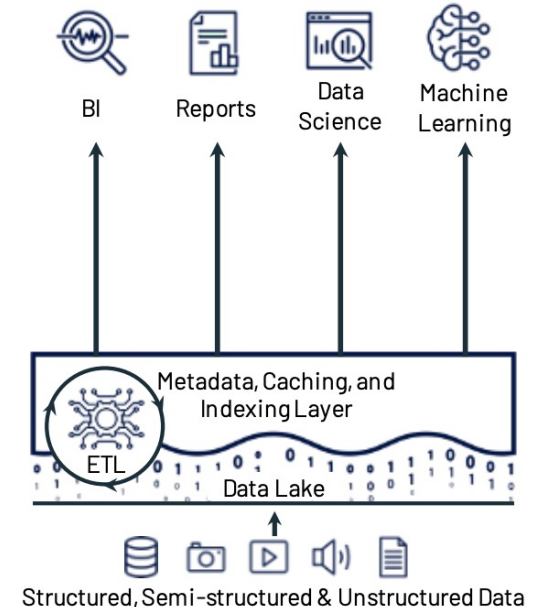 BI
Reports
Data
Science
Machine
Learning
Metadata, Caching, and
Indexing Layer
ETL
Data Lake
Structured, Semi-structured & Unstructured Data